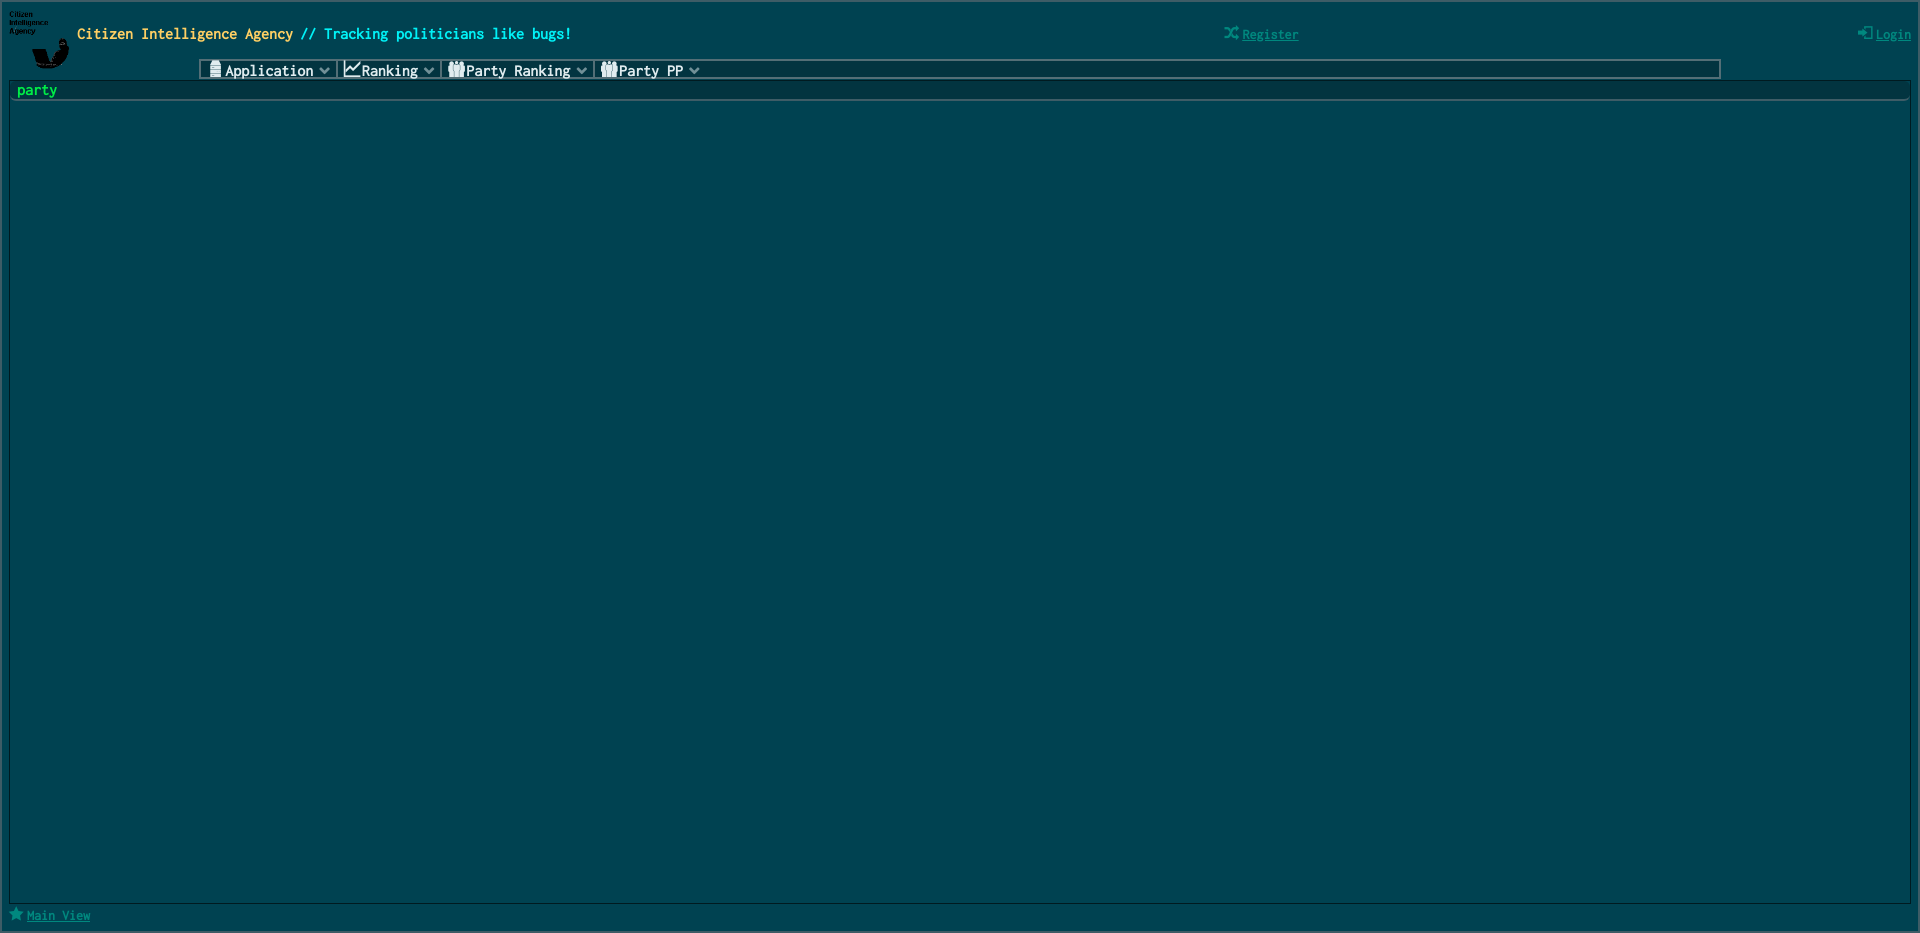 Citizen
Intelligence
Agency
Citizen Intelligence Agency // Tracking politicians like bugs!
Register
Login
Application
Ranking
Party Ranking
Party PP
party
Main View